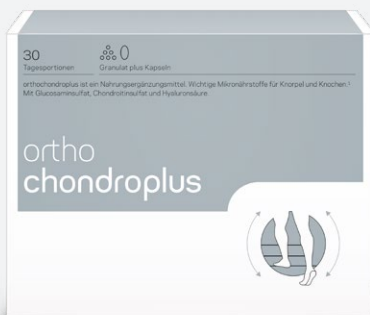 30
Tagesportionen
Granulat plus Kapseln
orthochondroplus ist ein Nahrungsergänzungsmittel. Wichtige Mikronährstoffe für Knorpel und Knochen.¹
Mit Glucosaminsulfat, Chondroitinsulfat und Hyaluronsäure.
ortho
chondroplus